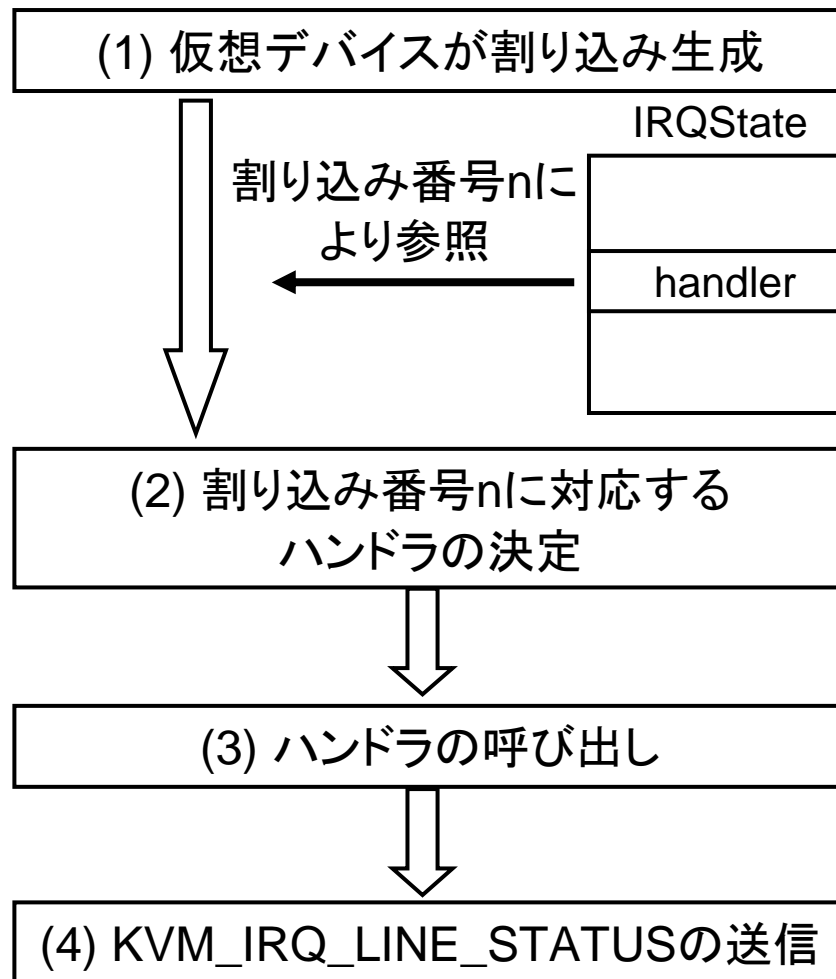 (1) 仮想デバイスが割り込み生成
IRQState
割り込み番号nに
より参照
handler
(2) 割り込み番号nに対応する
ハンドラの決定
(3) ハンドラの呼び出し
(4) KVM_IRQ_LINE_STATUSの送信